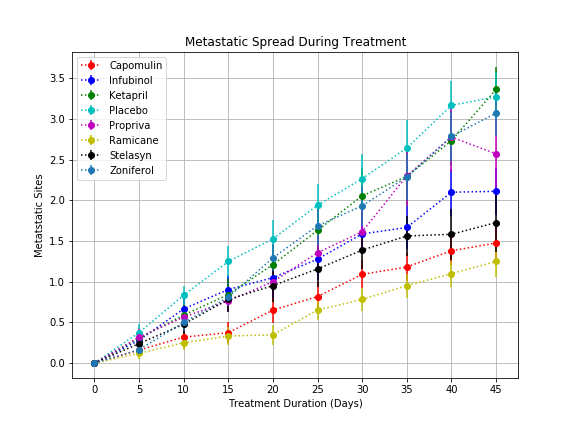 Metastatic Spread During Treatment
Capomulin
Infubinol
Ketapril
Placebo
Propriva
Ramicane
Stelasyn
Zoniferol
3.5
3.0
2.5
2.0
1.5
1.0
0.5
0.0
Metatstatic Sites
0 5 10 15 20 25 30 35 40 45
Treatment Duration (Days)